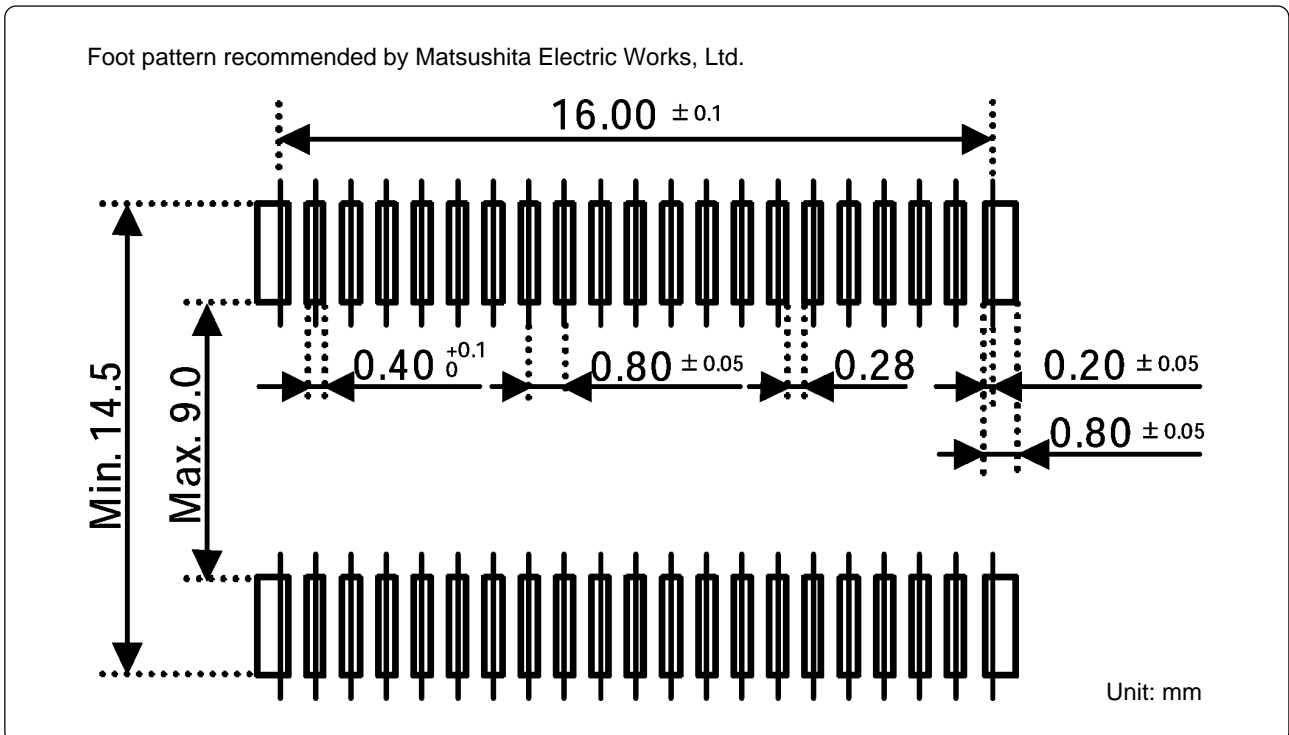 Foot pattern recommended by Matsushita Electric Works, Ltd.
16.00 ± 0.1
Min. 14.5
Max. 9.0
0.40 +0.1 0
0.80 ± 0.05
0.28
0.20 ± 0.05
0.80 ± 0.05
Unit: mm